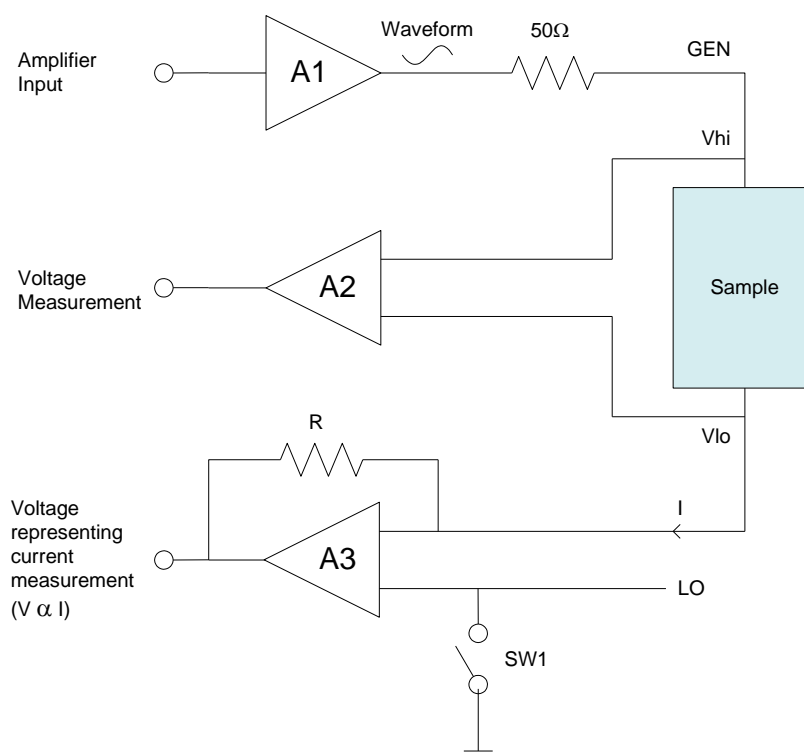 Waveform
50Ω
GEN
Amplifier
Input
A1
Vhi
Voltage
Measurement
A2
Sample
Vlo
R
Voltage
representing
current
measurement
(V α I)
A3
I
LO
SW1